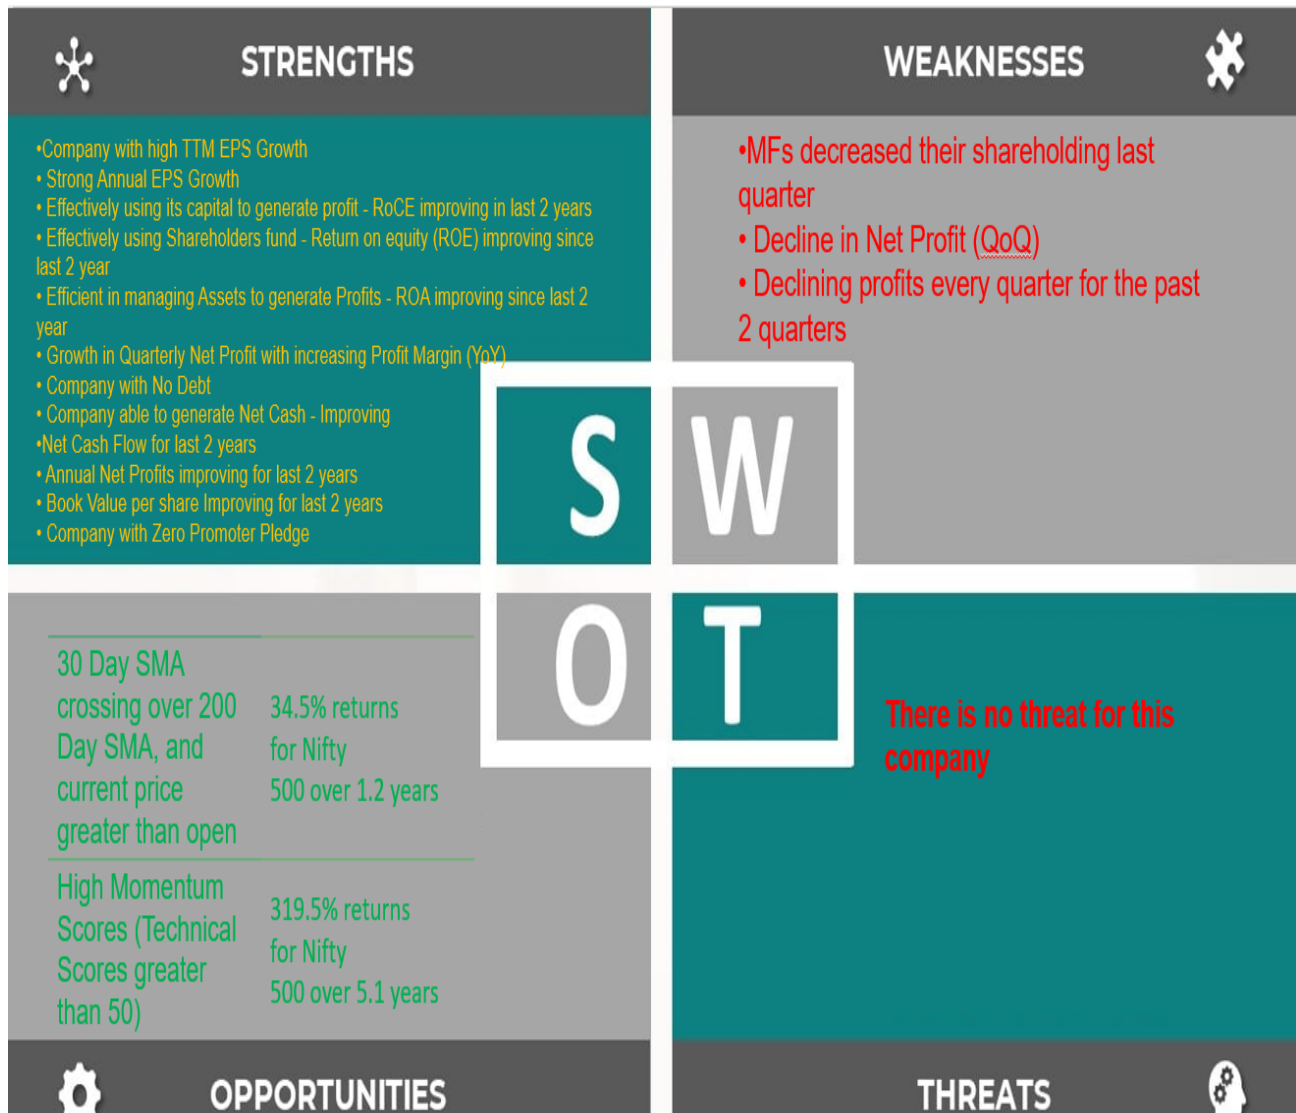 STRENGTHS
•Company with high TTM EPS Growth
• Strong Annual EPS Growth
• Effectively using its capital to generate profit - RoCE improving in last 2 years
• Effectively using Shareholders fund - Return on equity (ROE) improving since
last 2 year
• Efficient in managing Assets to generate Profits - ROA improving since last 2
year
• Growth in Quarterly Net Profit with increasing Profit Margin (YoY)
• Company with No Debt
• Company able to generate Net Cash - Improving
•Net Cash Flow for last 2 years
• Annual Net Profits improving for last 2 years
• Book Value per share Improving for last 2 years
• Company with Zero Promoter Pledge
WEAKNESSES
•MFs decreased their shareholding last
quarter
• Decline in Net Profit (QoQ)
• Declining profits every quarter for the past
2 quarters
S
W
O
T
30 Day SMA
crossing over 200
Day SMA, and
current price
greater than open
34.5% returns
for Nifty
500 over 1.2 years
High Momentum
Scores (Technical
Scores greater
than 50)
319.5% returns
for Nifty
500 over 5.1 years
OPPORTUNITIES
There is no threat for this
company
THREATS